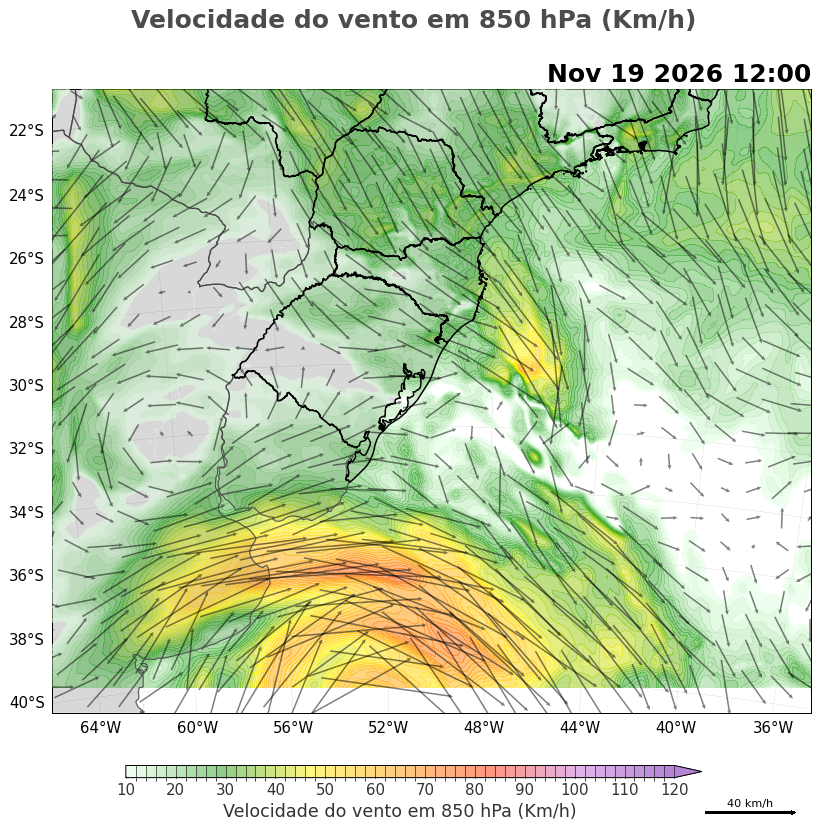 Velocidade do vento em 850 hPa (Km/h)
Nov 19 2026 12:00
22°S
24°S
26°S
28°S
30°S
32°S
34°S
36°S
38°S
40°S
64°W 60°W 56°W 52°W 48°W 44°W 40°W 36°W
10 20 30 40 50 60 70 80 90 100 110 120
Velocidade do vento em 850 hPa (Km/h)
40 km/h